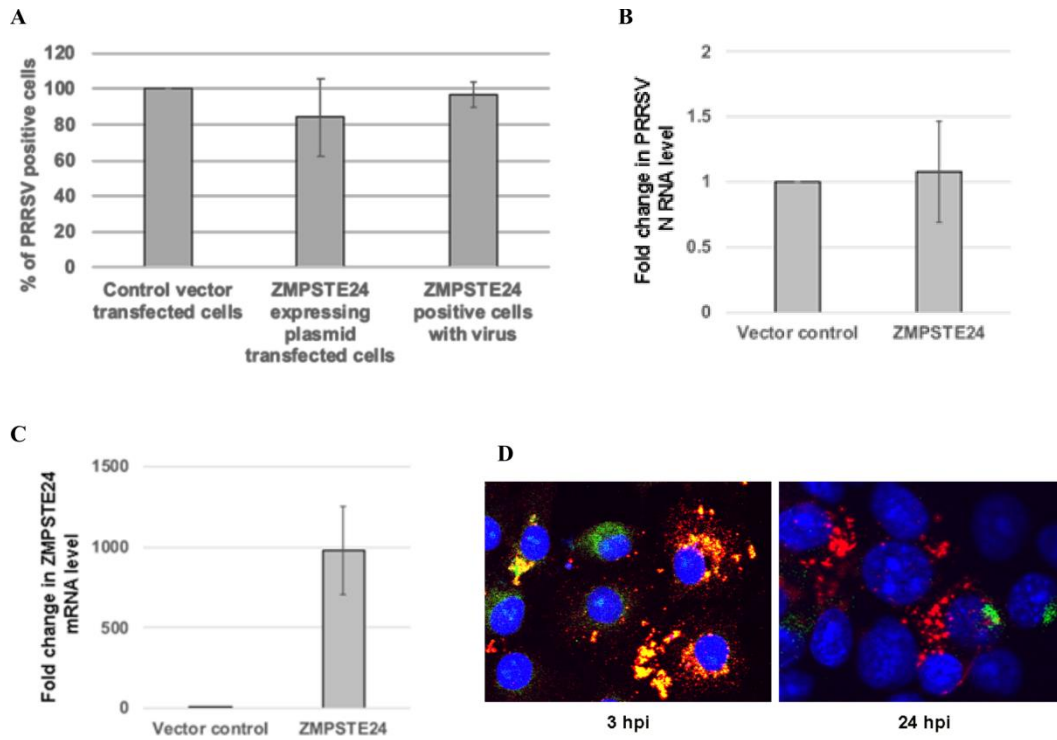 A
% of PRRSV positive cells
120
100
80
60
40
20
0
Control vector
transfected cells
ZMPSTE24
expressing
plasmid
transfected cells
ZMPSTE24
positive cells
with virus
B
Fold change in PRRSV
N RNA level
2
1.5
1
0.5
0
Vector control
ZMPSTE24
C
Fold change in ZMPSTE24
mRNA level
1500
1000
500
0
Vector control
ZMPSTE24
D
3 hpi
24 hpi